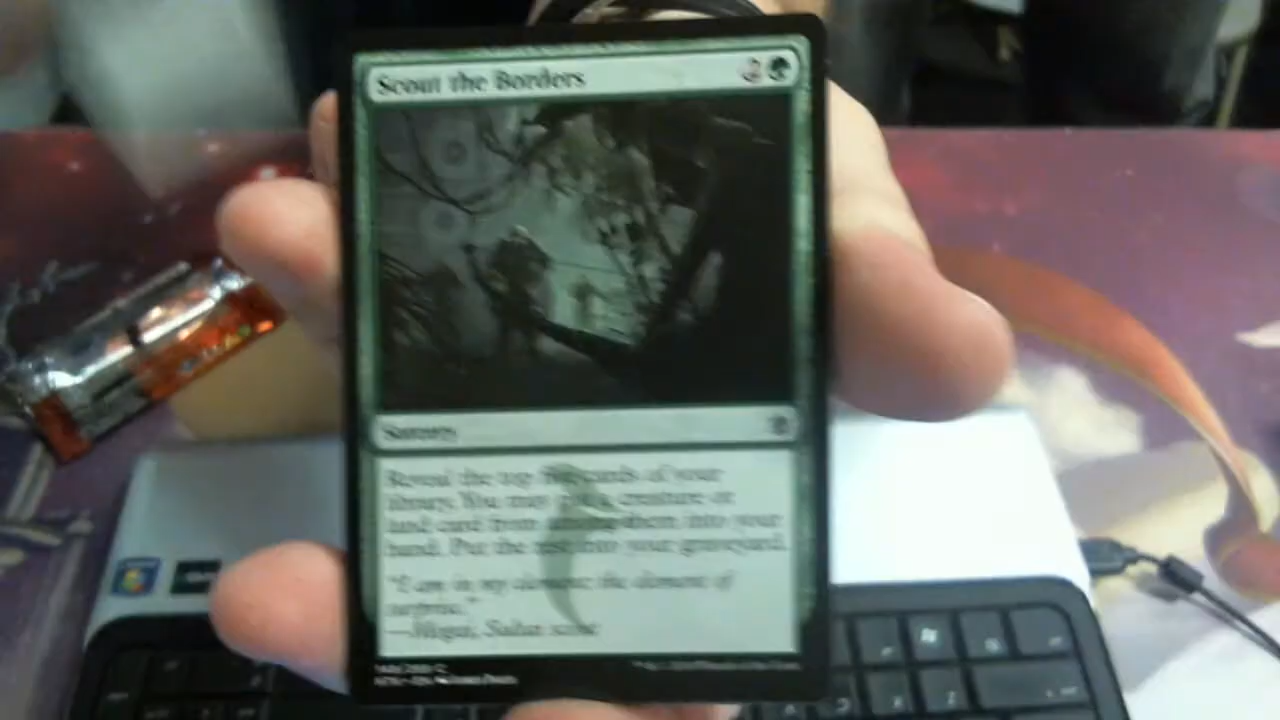 Scout the Borders
2
Sorcery
Reveal the top five cards of your
library. You may put a creature or
land card from among them into your
hand. Put the rest into your graveyard.
"I am in my element: the element of
surprise."
—Mogai, Sultai scout